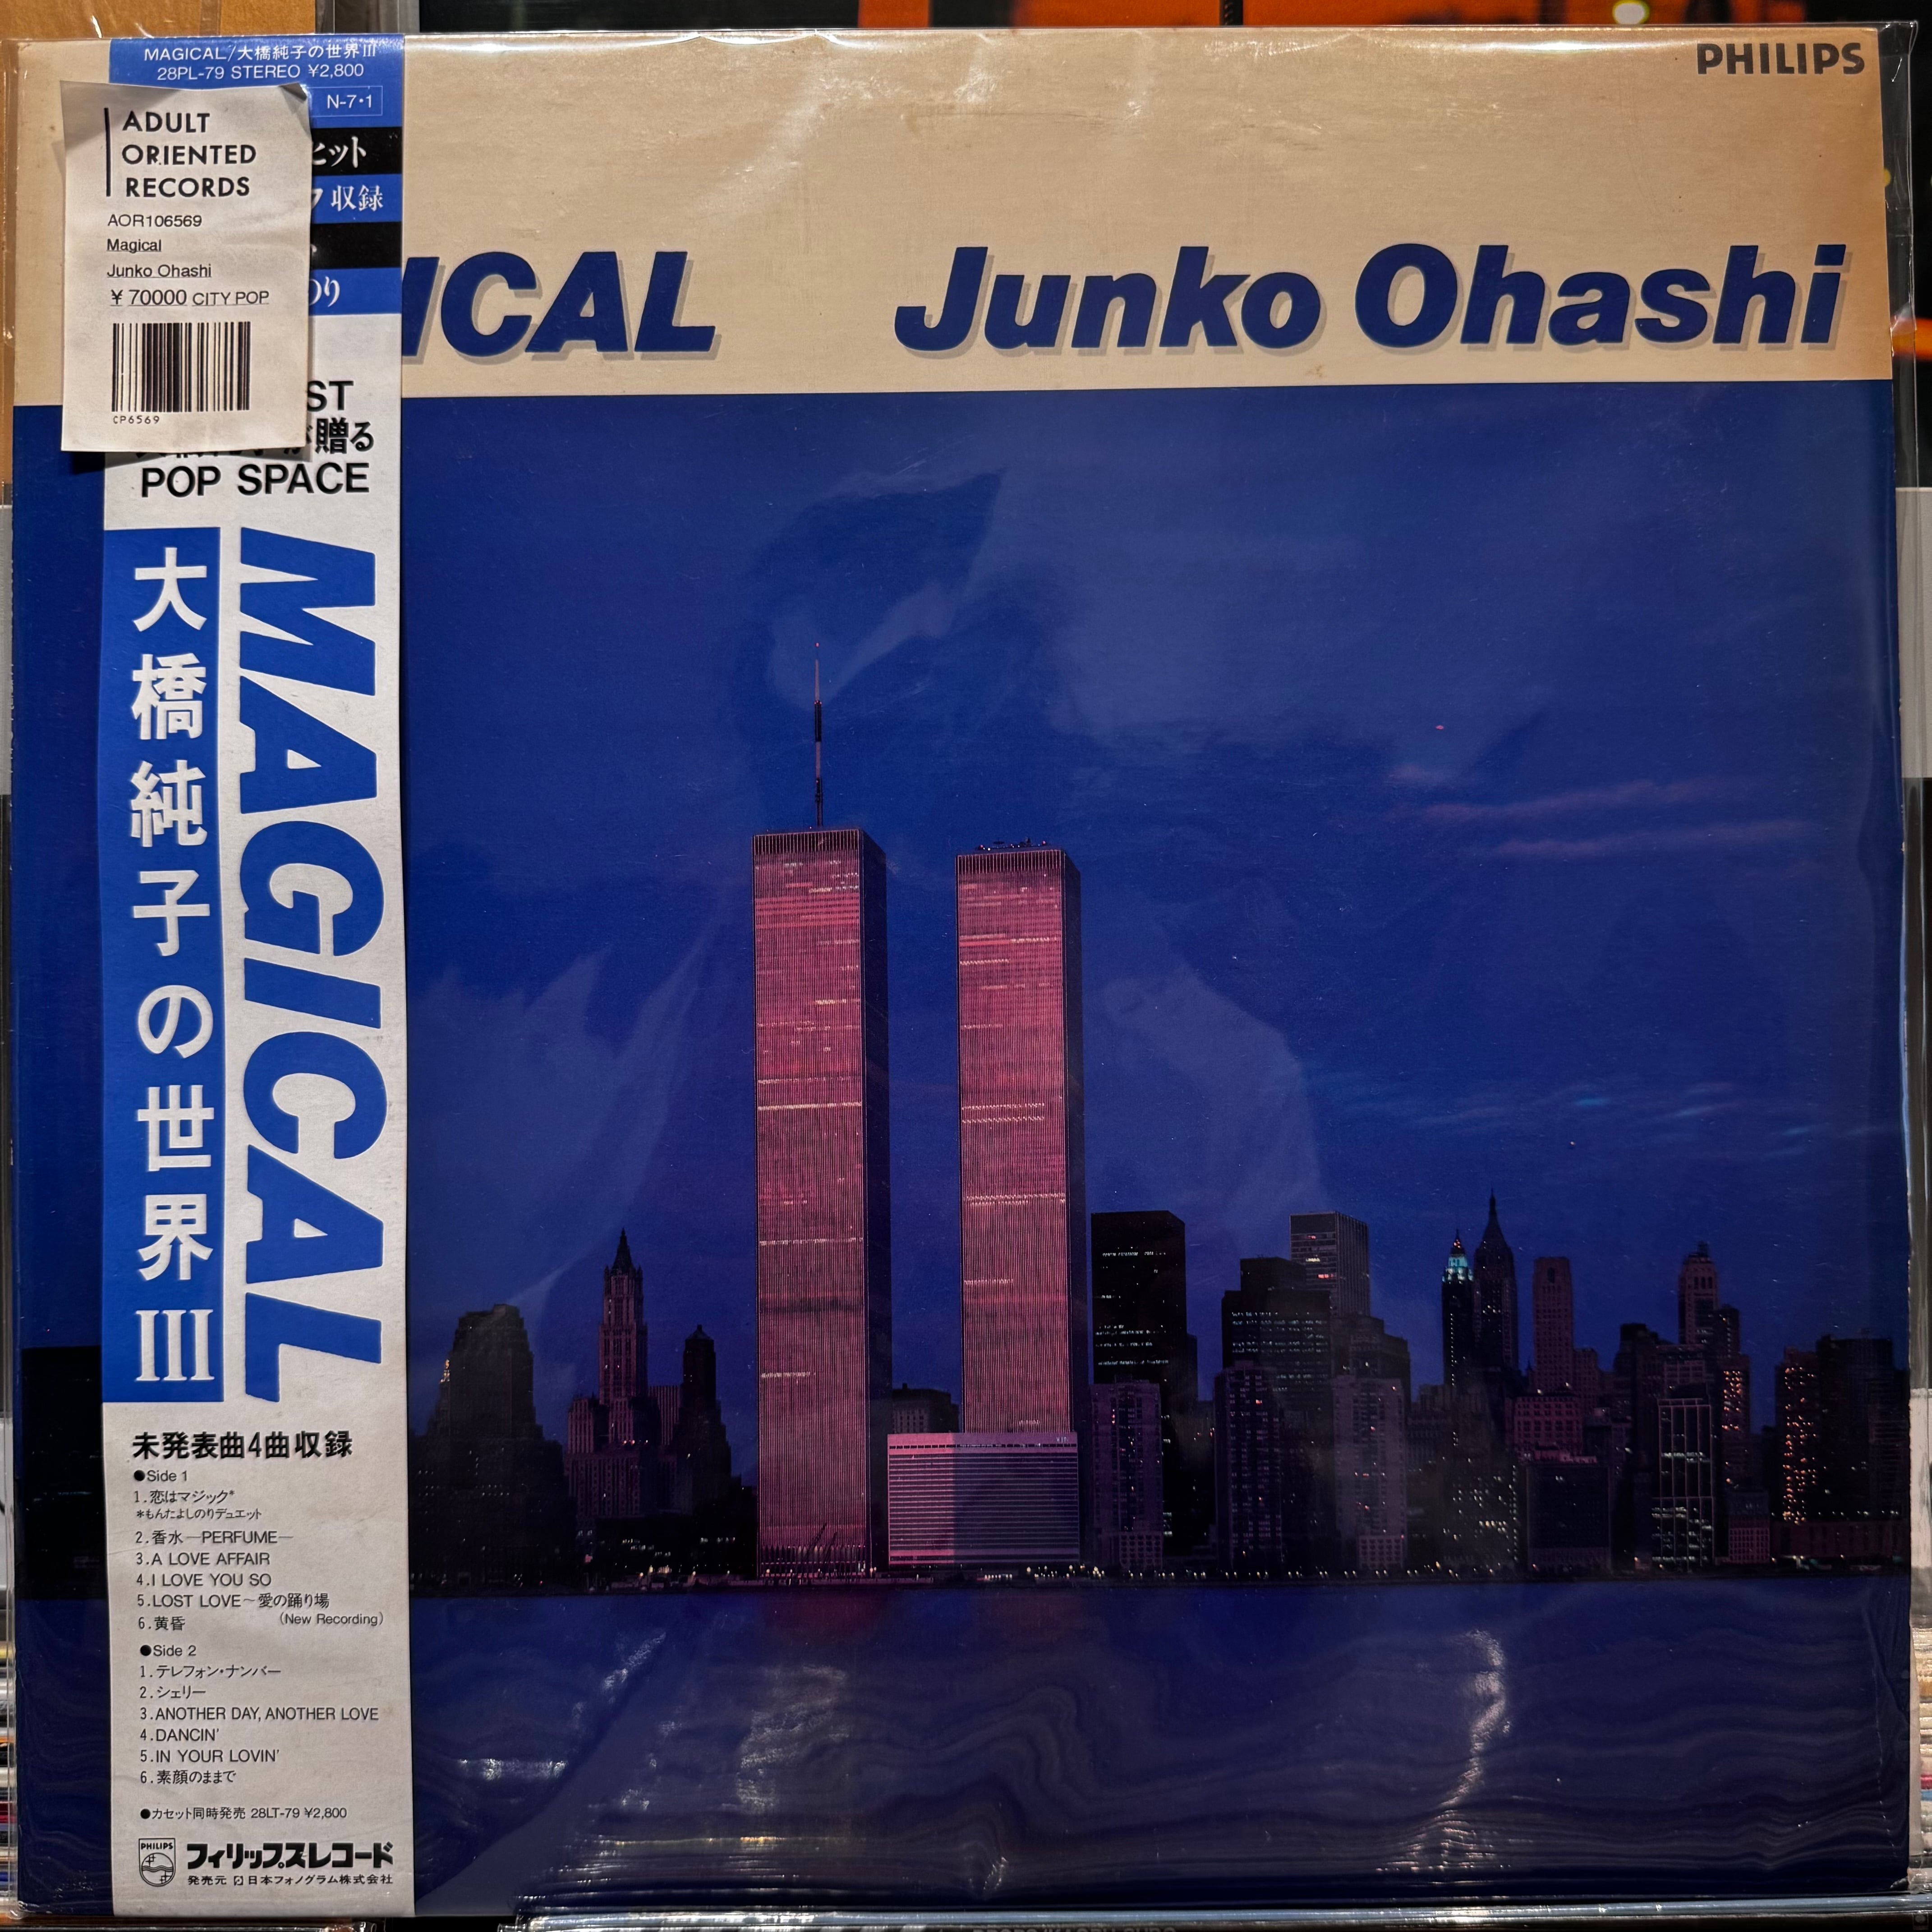 MAGICAL/大橋純子の世界III
28PL-79 STEREO ¥2,800
N-7・1
PHILIPS
ADULT
ORIENTED
RECORDS
AOR106569
Magical
Junko Ohashi
¥ 70000 CITY POP
CP6569
ヒット
収録
のり
ICAL Junko Ohashi
ST
が贈る
POP SPACE
MAGICAL
大橋純子の世界III
未発表曲4曲収録
●Side 1
1.恋はマジック*
*もんたよしのりデュエット
2.香水—PERFUME—
3.A LOVE AFFAIR
4.I LOVE YOU SO
5.LOST LOVE〜愛の踊り場
(New Recording)
6.黄昏
●Side 2
1.テレフォン・ナンバー
2.シェリー
3.ANOTHER DAY, ANOTHER LOVE
4.DANCIN'
5.IN YOUR LOVIN'
6.素顔のままで
●カセット同時発売 28LT-79 ¥2,800
PHILIPS
フィリップスレコード
発売元 日本フォノグラム株式会社